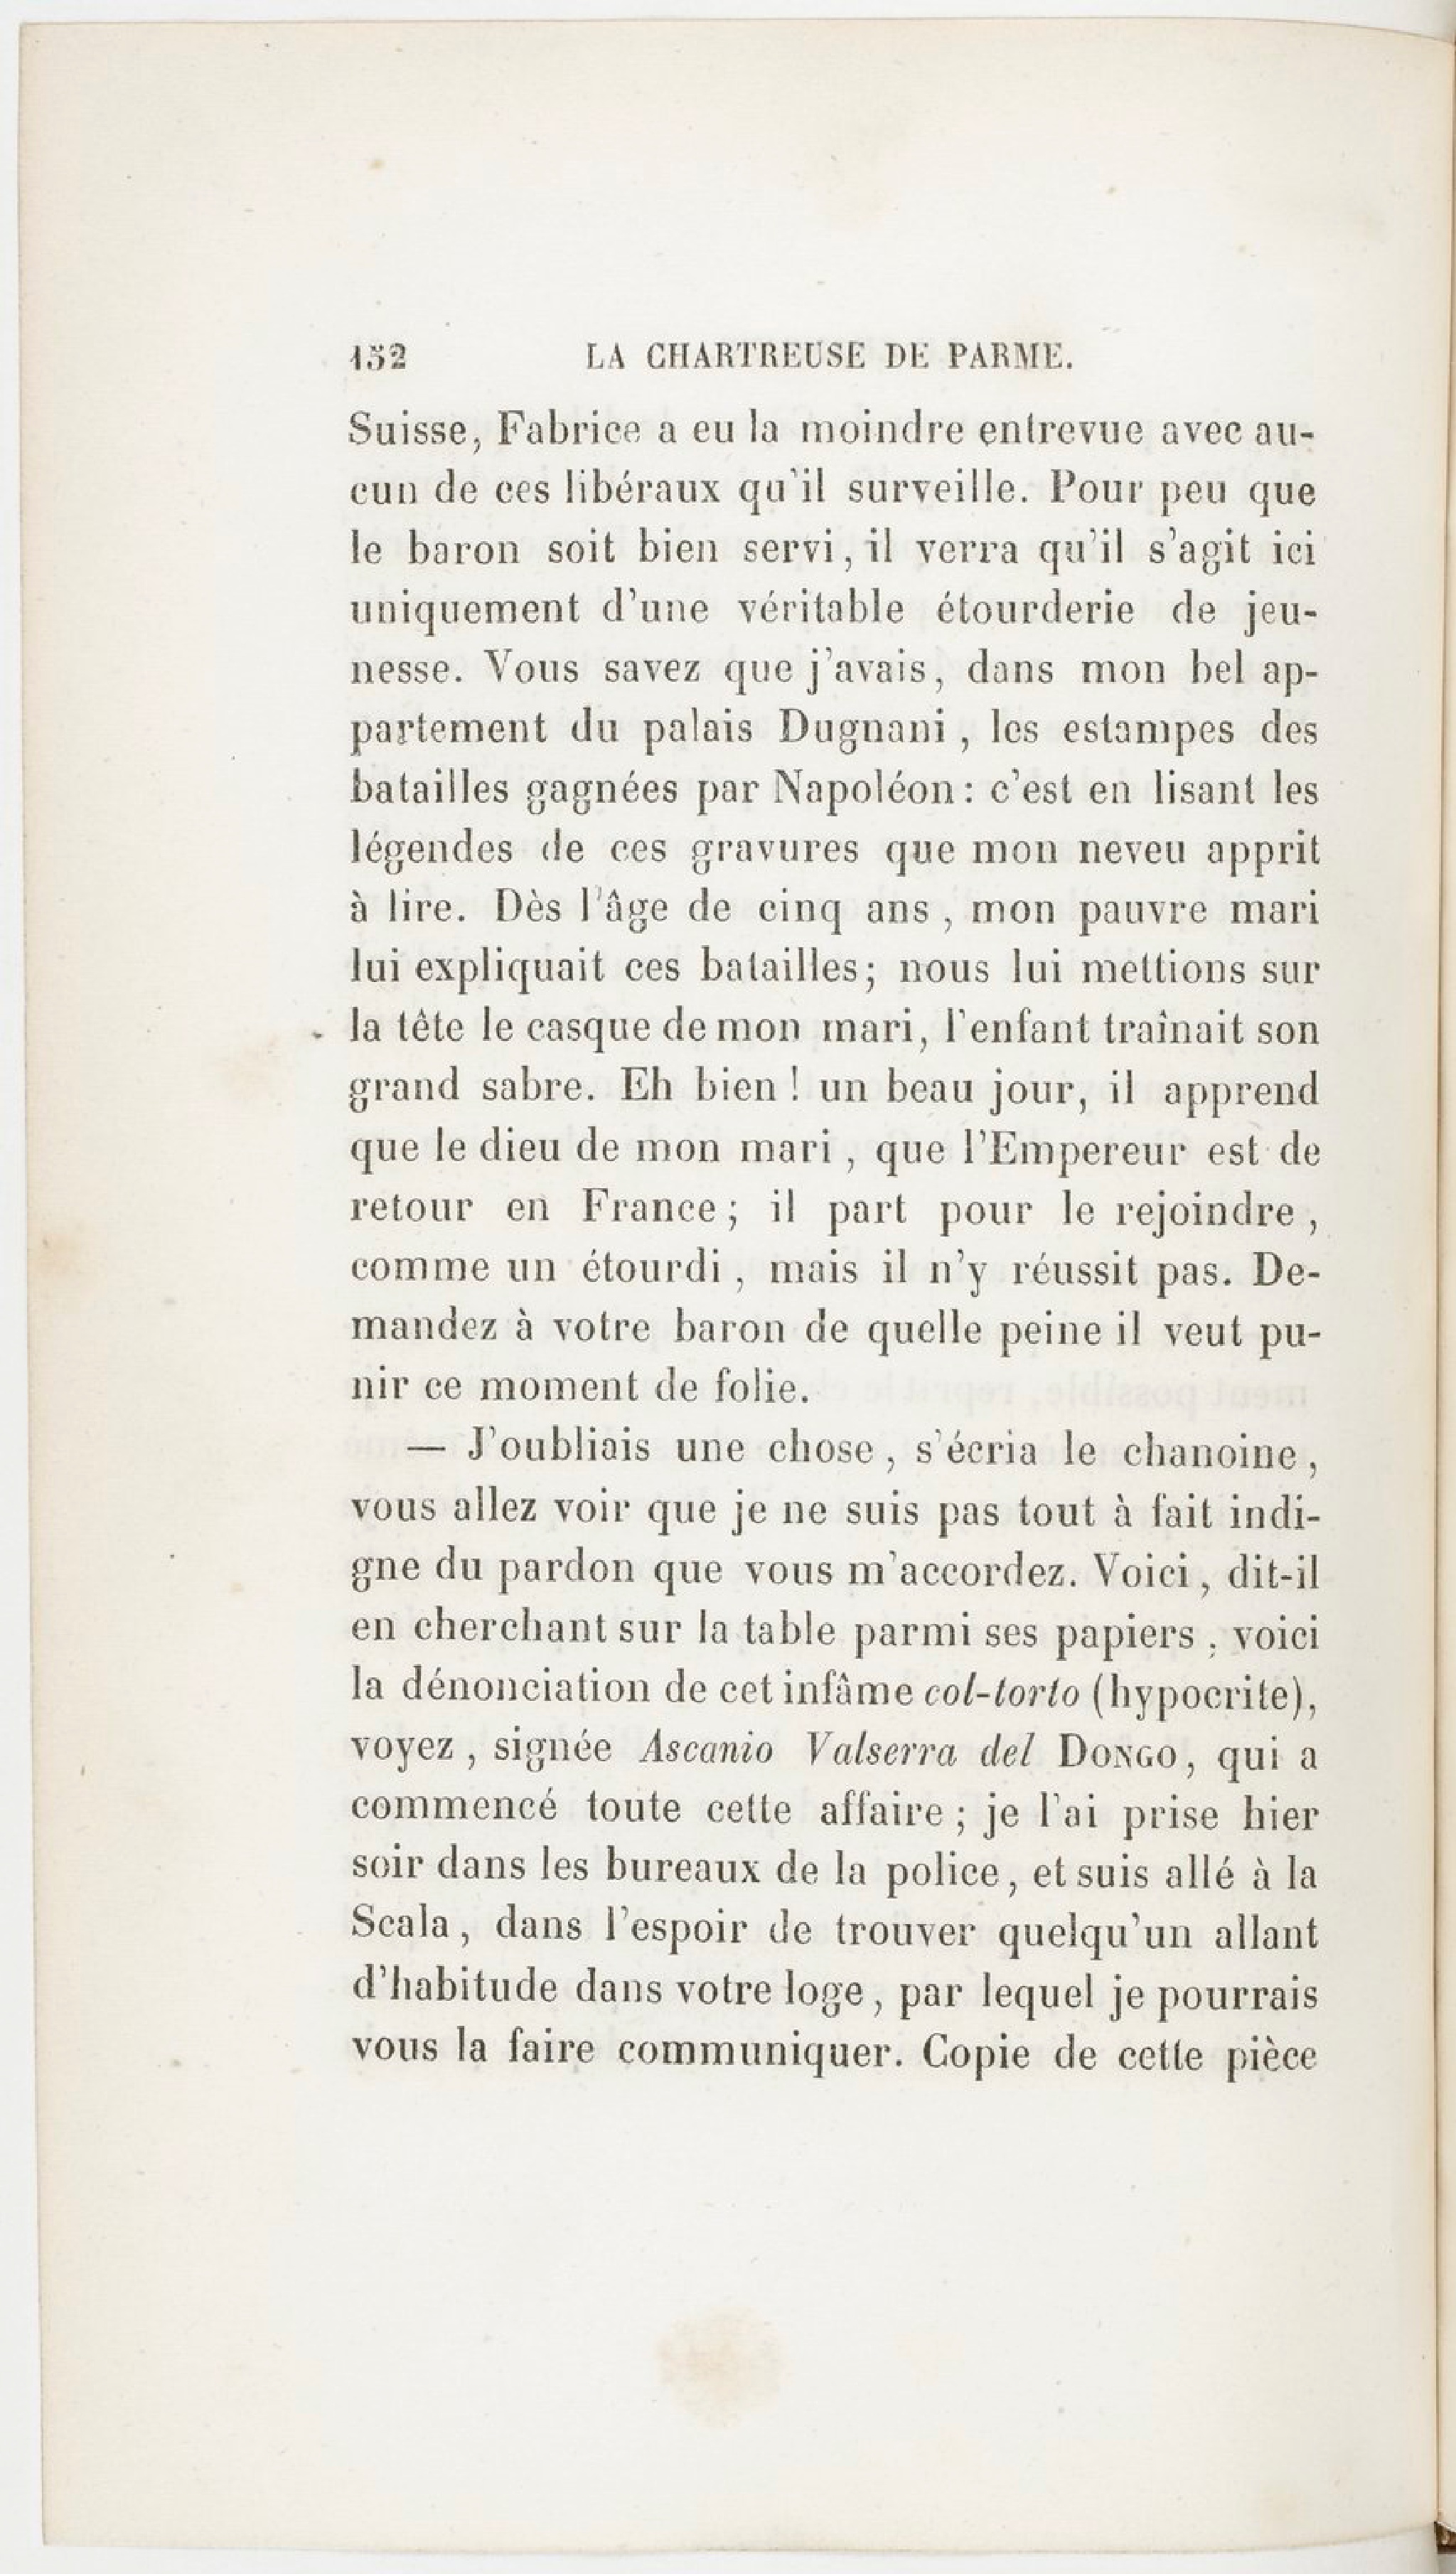 152 LA CHARTREUSE DE PARME.
Suisse, Fabrice a eu la moindre entrevue avec au-
cun de ces libéraux qu'il surveille. Pour peu que
le baron soit bien servi, il verra qu'il s'agit ici
uniquement d'une véritable étourderie de jeu-
nesse. Vous savez que j'avais, dans mon bel ap-
partement du palais Dugnani, les estampes des
batailles gagnées par Napoléon : c'est en lisant les
légendes de ces gravures que mon neveu apprit
à lire. Dès l'âge de cinq ans, mon pauvre mari
lui expliquait ces batailles; nous lui mettions sur
la tête le casque de mon mari, l'enfant traînait son
grand sabre. Eh bien ! un beau jour, il apprend
que le dieu de mon mari, que l'Empereur est de
retour en France; il part pour le rejoindre,
comme un étourdi, mais il n'y réussit pas. De-
mandez à votre baron de quelle peine il veut pu-
nir ce moment de folie.
— J'oubliais une chose, s'écria le chanoine,
vous allez voir que je ne suis pas tout à fait indi-
gne du pardon que vous m'accordez. Voici, dit-il
en cherchant sur la table parmi ses papiers, voici
la dénonciation de cet infâme col-torto (hypocrite),
voyez, signée Ascanio Valserra del DONGO, qui a
commencé toute cette affaire; je l'ai prise hier
soir dans les bureaux de la police, et suis allé à la
Scala, dans l'espoir de trouver quelqu'un allant
d'habitude dans votre loge, par lequel je pourrais
vous la faire communiquer. Copie de cette pièce